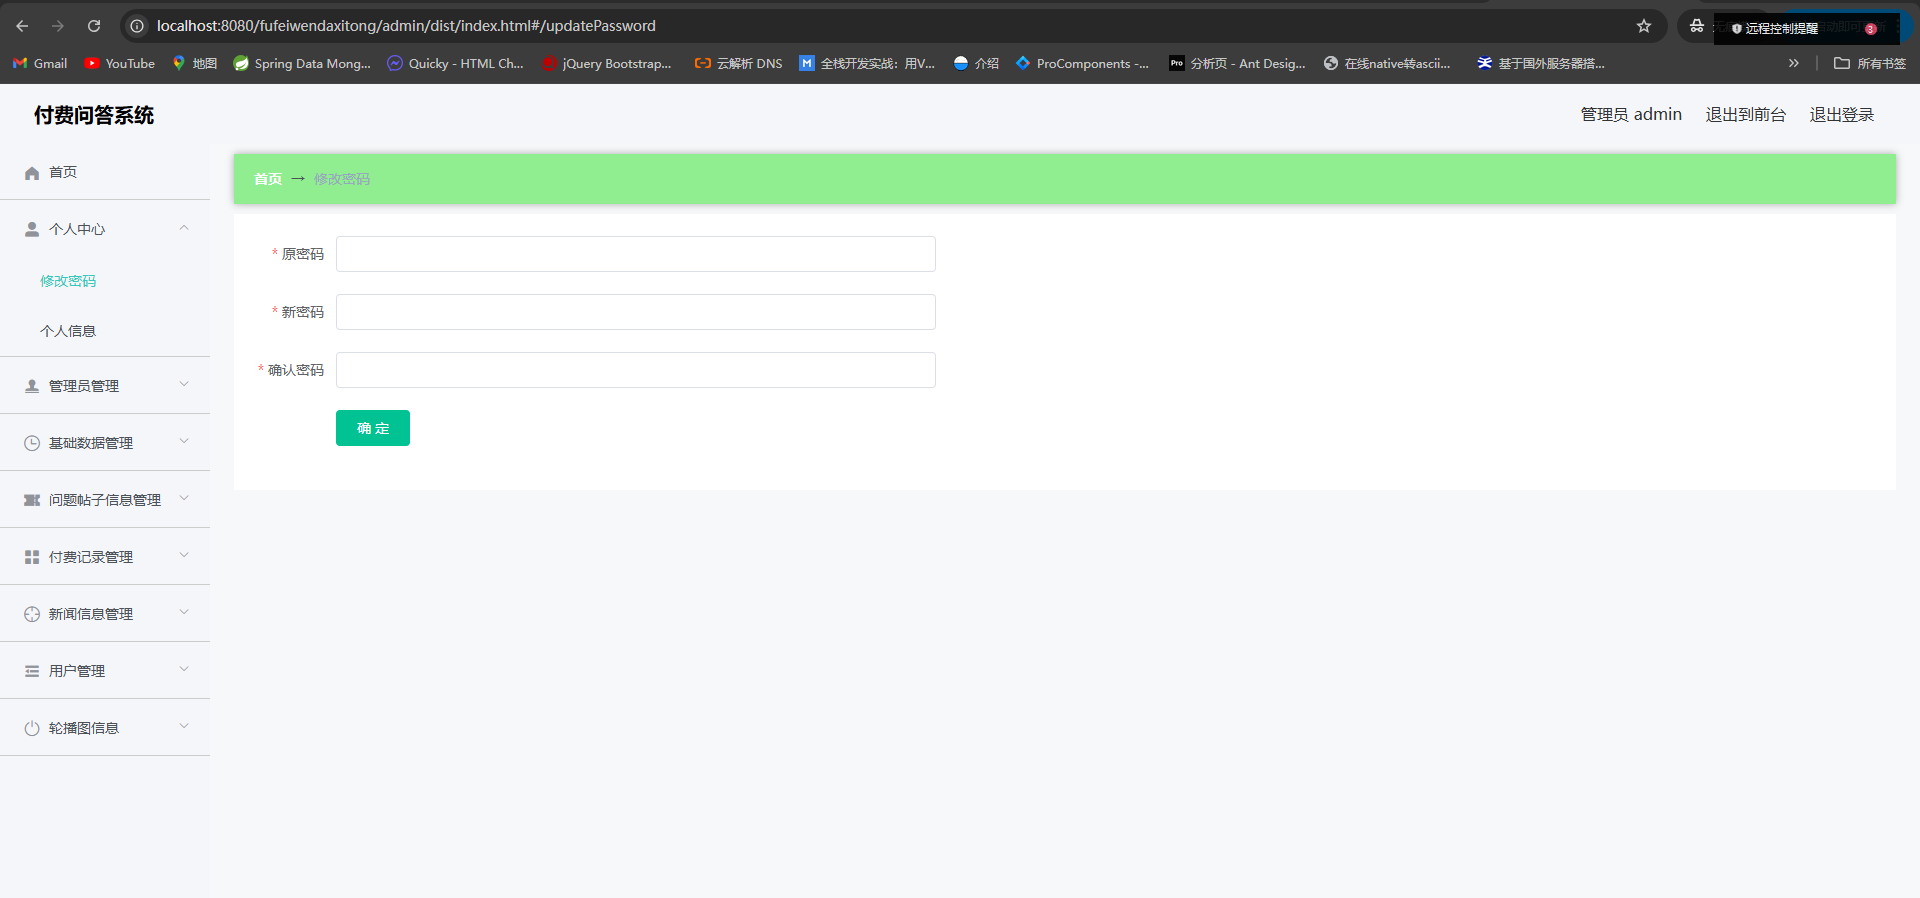 localhost:8080/fufeiwendaxitong/admin/dist/index.html#/updatePassword
远程控制提醒
3
Gmail
YouTube
地图
Spring Data Mong...
Quicky - HTML Ch...
jQuery Bootstrap...
云解析 DNS
M
全栈开发实战：用V...
介绍
ProComponents -...
Pro
分析页 - Ant Desig...
在线native转ascii...
基于国外服务器搭...
所有书签
付费问答系统
管理员 admin
退出到前台
退出登录
首页
个人中心
修改密码
个人信息
管理员管理
基础数据管理
问题帖子信息管理
付费记录管理
新闻信息管理
用户管理
轮播图信息
首页 → 修改密码
* 原密码
* 新密码
* 确认密码
确 定